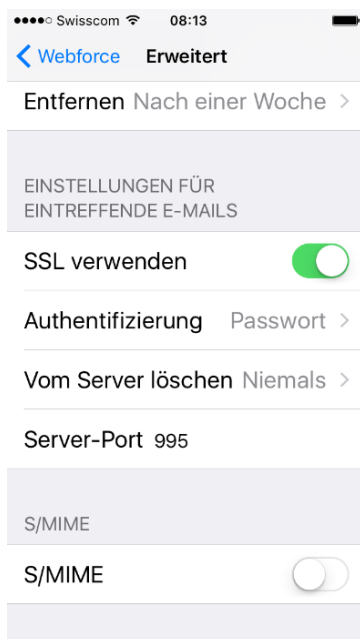 Swisscom 08:13
Webforce Erweitert
Entfernen Nach einer Woche
EINSTELLUNGEN FÜR
EINTREFFENDE E-MAILS
SSL verwenden
Authentifizierung Passwort
Vom Server löschen Niemals
Server-Port 995
S/MIME
S/MIME